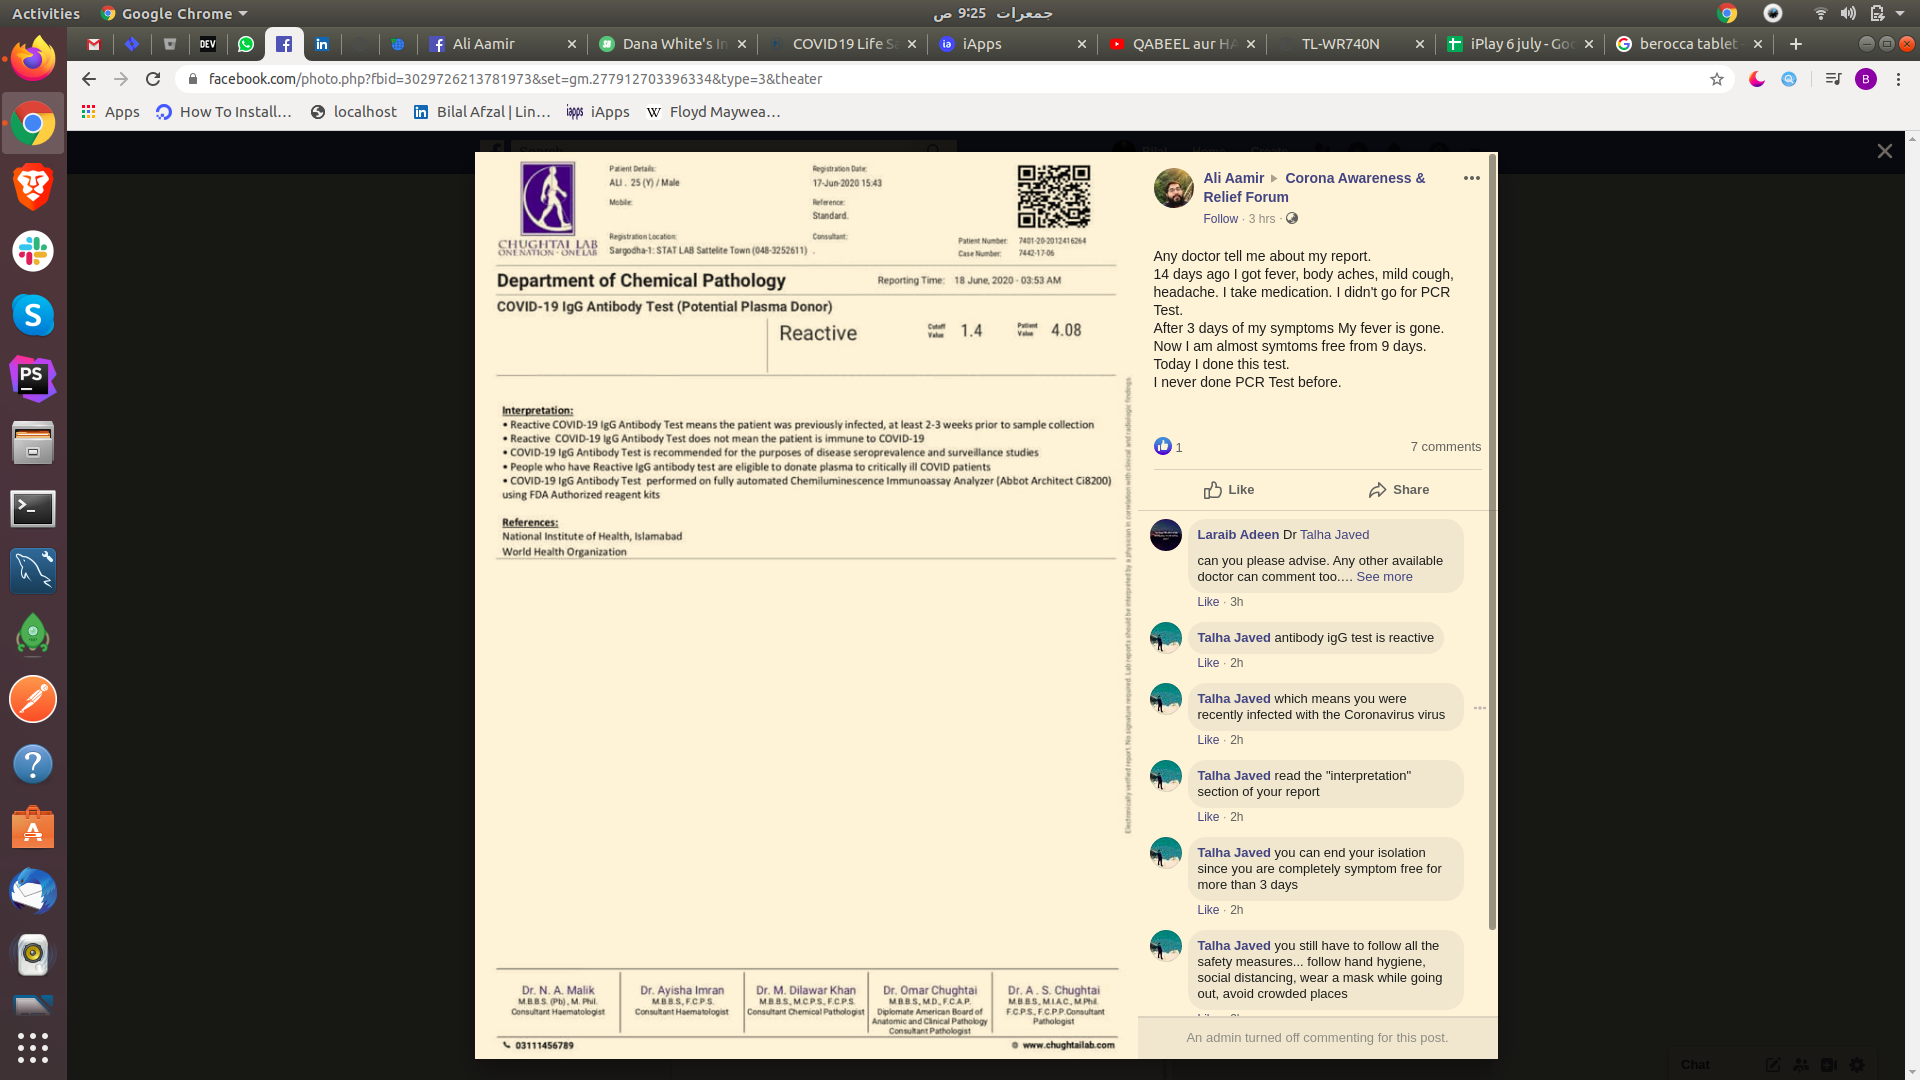 Activities
Google Chrome
جمعرات 9:25 ص
Ali Aamir
Dana White's In
COVID19 Life S
iApps
QABEEL aur HA
TL-WR740N
iPlay 6 july - Goo
berocca tablet
facebook.com/photo.php?fbid=3029726213781973&set=gm.277912703396334&type=3&theater
B
Apps
How To Install…
localhost
Bilal Afzal | Lin…
iApps
Floyd Maywea…
CHUGHTAI LAB
ONE NATION · ONE LAB
Patient Details:
ALI . 25 (Y) / Male
Mobile:
Registration Location:
Sargodha-1: STAT LAB Sattelite Town (048-3252611)
Registration Date:
17-Jun-2020 15:43
Reference:
Standard.
Consultant:
.
Patient Number: 7401-20-2012416264
Case Number: 7442-17-06
Department of Chemical Pathology
Reporting Time: 18 June, 2020 - 03:53 AM
COVID-19 IgG Antibody Test (Potential Plasma Donor)
Reactive
Cutoff Value 1.4
Patient Value 4.08
Interpretation:
• Reactive COVID-19 IgG Antibody Test means the patient was previously infected, at least 2-3 weeks prior to sample collection
• Reactive COVID-19 IgG Antibody Test does not mean the patient is immune to COVID-19
• COVID-19 IgG Antibody Test is recommended for the purposes of disease seroprevalence and surveillance studies
• People who have Reactive IgG antibody test are eligible to donate plasma to critically ill COVID patients
• COVID-19 IgG Antibody Test performed on fully automated Chemiluminescence Immunoassay Analyzer (Abbot Architect Ci8200)
using FDA Authorized reagent kits
References:
National Institute of Health, Islamabad
World Health Organization
Electronically verified report. No signature required. Lab reports should be interpreted by a physician in correlation with clinical and radiologic findings
Dr. N. A. Malik
M.B.B.S. (Pb) , M. Phil.
Consultant Haematologist
Dr. Ayisha Imran
M.B.B.S., F.C.P.S.
Consultant Haematologist
Dr. M. Dilawar Khan
M.B.B.S., M.C.P.S., F.C.P.S.
Consultant Chemical Pathologist
Dr. Omar Chughtai
M.B.B.S., M.D., F.C.A.P.
Diplomate American Board of
Anatomic and Clinical Pathology
Consultant Pathologist
Dr. A . S. Chughtai
M.B.B.S., M.I.A.C., M.Phil.
F.C.P.S., F.C.P.P.Consultant
Pathologist
03111456789
www.chughtailab.com
Ali Aamir ▸ Corona Awareness &
Relief Forum
Follow · 3 hrs ·
Any doctor tell me about my report.
14 days ago I got fever, body aches, mild cough,
headache. I take medication. I didn't go for PCR
Test.
After 3 days of my symptoms My fever is gone.
Now I am almost symtoms free from 9 days.
Today I done this test.
I never done PCR Test before.
1
7 comments
Like
Share
Laraib Adeen Dr Talha Javed
can you please advise. Any other available
doctor can comment too.… See more
Like · 3h
Talha Javed antibody igG test is reactive
Like · 2h
Talha Javed which means you were
recently infected with the Coronavirus virus
Like · 2h
Talha Javed read the "interpretation"
section of your report
Like · 2h
Talha Javed you can end your isolation
since you are completely symptom free for
more than 3 days
Like · 2h
Talha Javed you still have to follow all the
safety measures... follow hand hygiene,
social distancing, wear a mask while going
out, avoid crowded places
An admin turned off commenting for this post.
Chat
DEV
PS